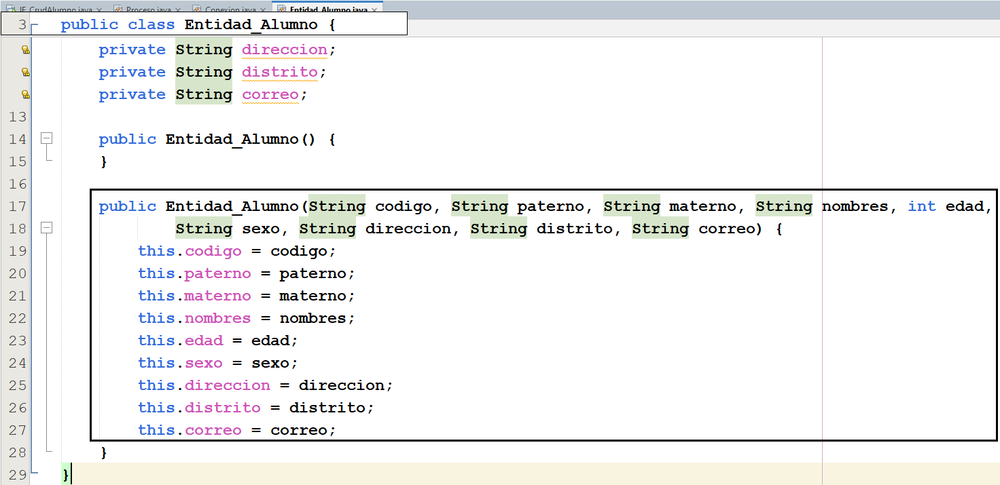 JF_CrudAlumno.java × Proceso.java × Conexion.java × Entidad_Alumno.java ×
3 public class Entidad_Alumno {
private String direccion;
private String distrito;
private String correo;
13
14 public Entidad_Alumno() {
15 }
16
17 public Entidad_Alumno(String codigo, String paterno, String materno, String nombres, int edad,
18 String sexo, String direccion, String distrito, String correo) {
19 this.codigo = codigo;
20 this.paterno = paterno;
21 this.materno = materno;
22 this.nombres = nombres;
23 this.edad = edad;
24 this.sexo = sexo;
25 this.direccion = direccion;
26 this.distrito = distrito;
27 this.correo = correo;
28 }
29 }